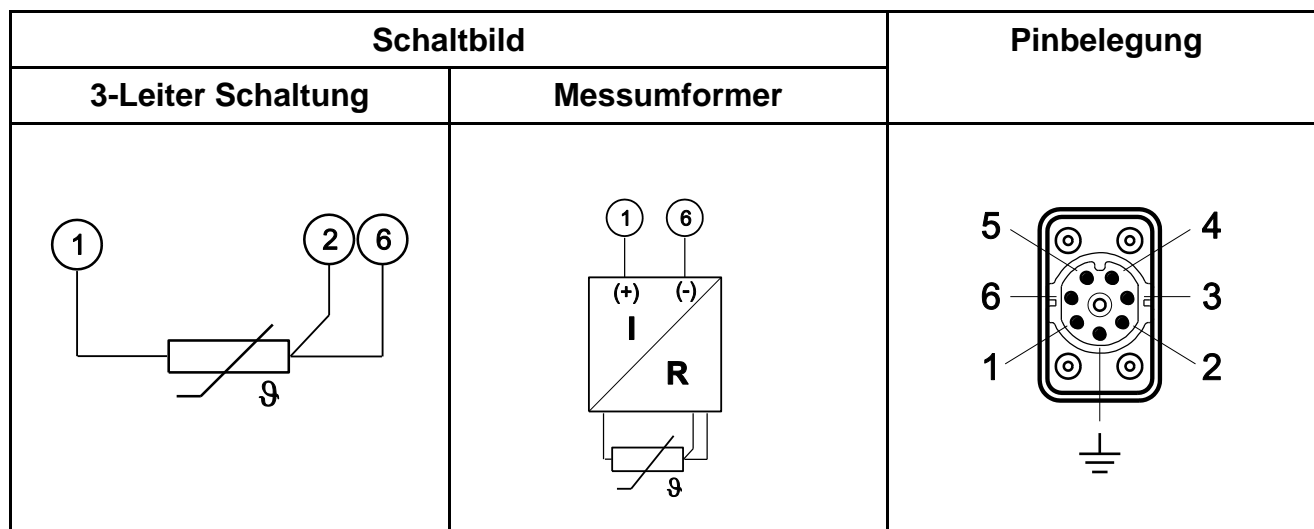 Schaltbild
Pinbelegung
3-Leiter Schaltung
Messumformer
1
2
6
ϑ
1
6
(+)
(-)
I
R
ϑ
5
4
6
3
1
2